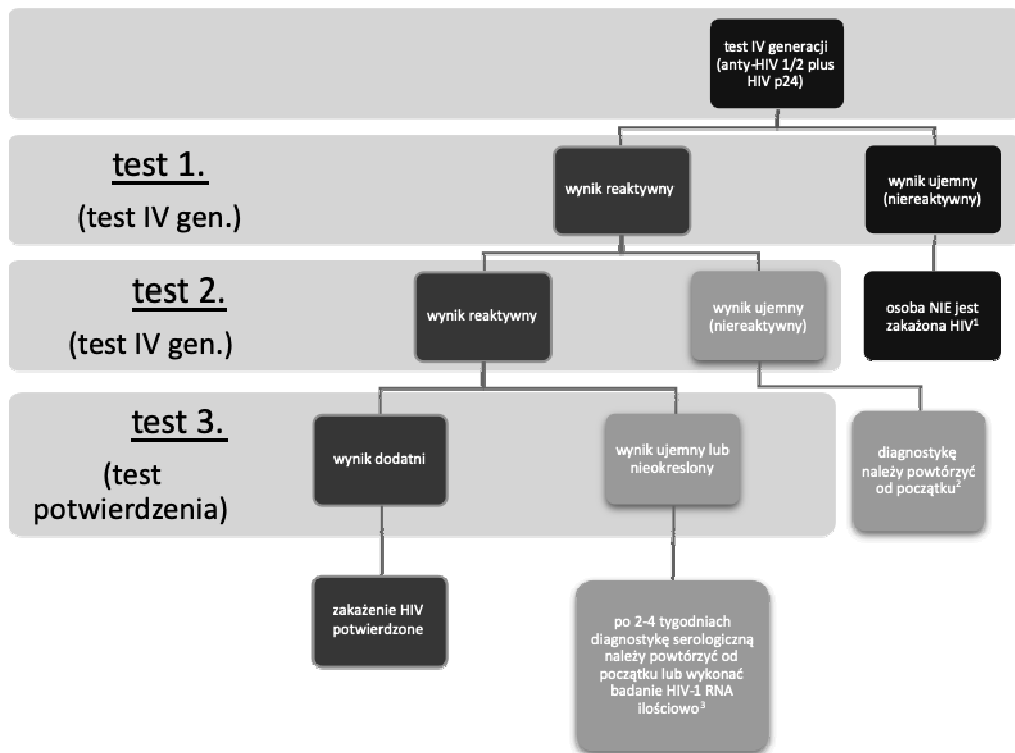 test IV generacji
(anty-HIV 1/2 plus
HIV p24)
test 1.
(test IV gen.)
wynik reaktywny
wynik ujemny
(niereaktywny)
test 2.
(test IV gen.)
wynik reaktywny
wynik ujemny
(niereaktywny)
osoba NIE jest
zakażona HIV¹
test 3.
(test
potwierdzenia)
wynik dodatni
wynik ujemny lub
nieokreslony
diagnostykę
należy powtórzyć
od początku²
zakażenie HIV
potwierdzone
po 2-4 tygodniach
diagnostykę serologiczną
należy powtórzyć od
początku lub wykonać
badanie HIV-1 RNA
ilościowo³